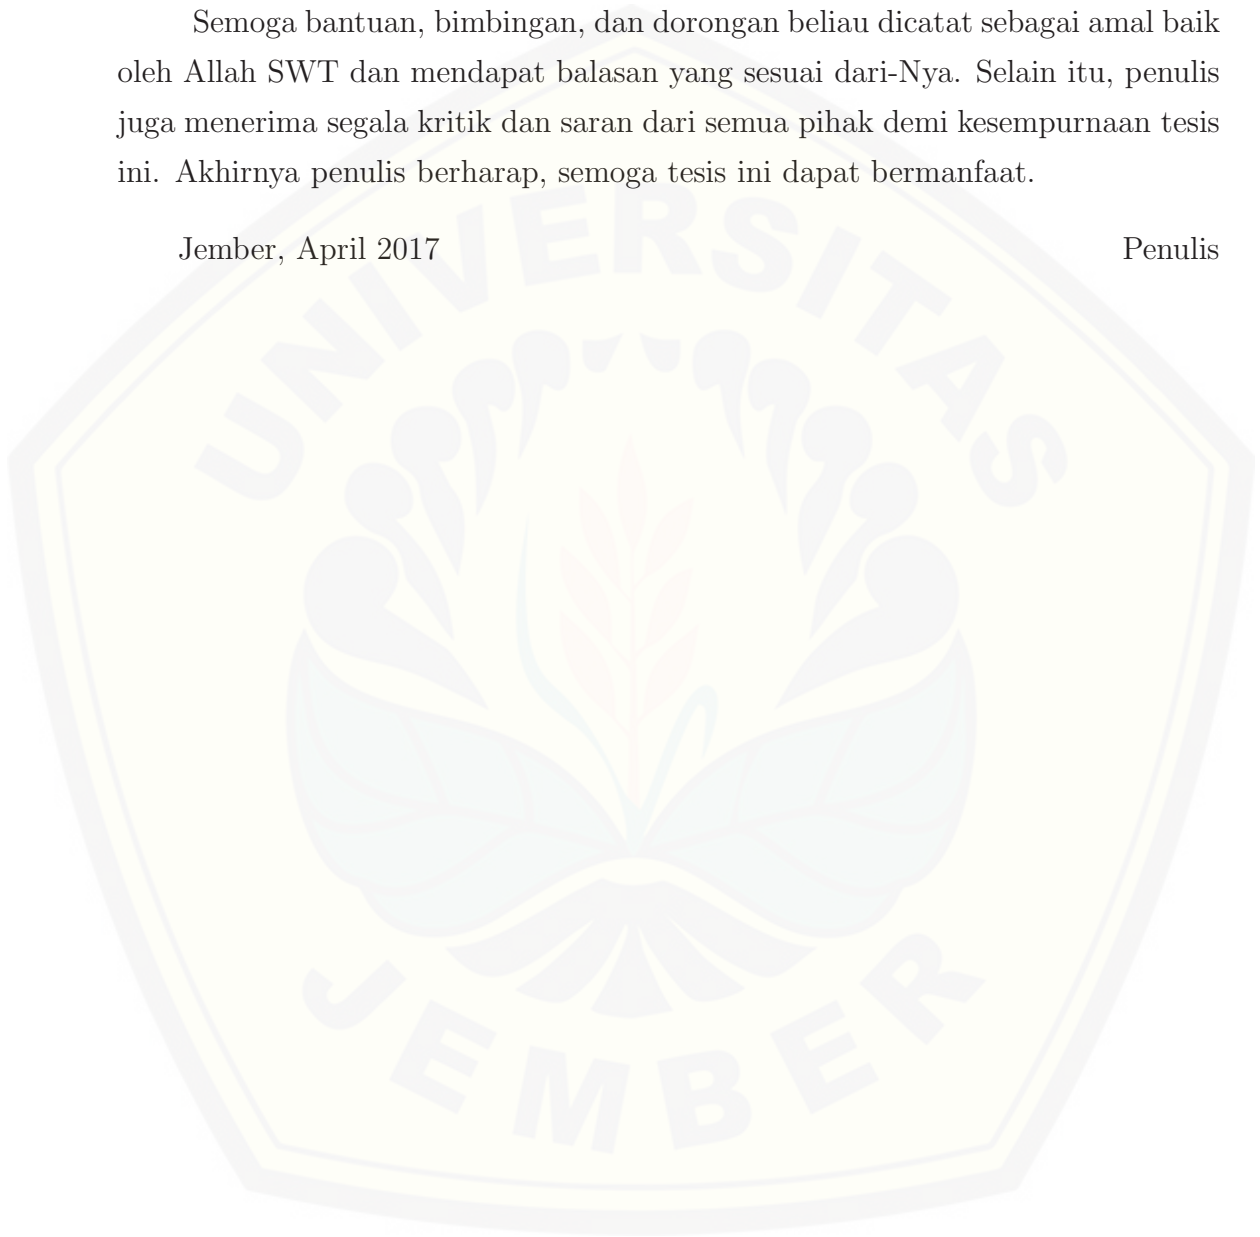 Semoga bantuan, bimbingan, dan dorongan beliau dicatat sebagai amal baik
oleh Allah SWT dan mendapat balasan yang sesuai dari-Nya. Selain itu, penulis
juga menerima segala kritik dan saran dari semua pihak demi kesempurnaan tesis
ini. Akhirnya penulis berharap, semoga tesis ini dapat bermanfaat.
Jember, April 2017 Penulis
UNIVERSITAS
JEMBER